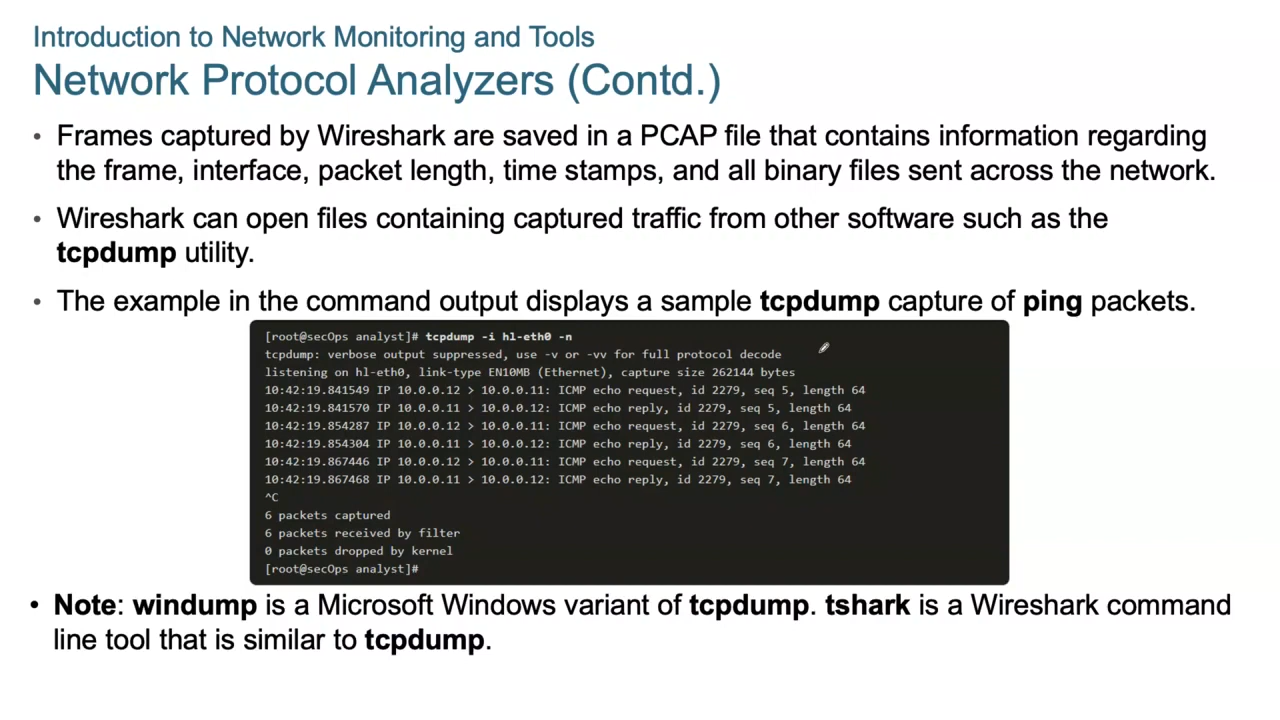 Introduction to Network Monitoring and Tools
Network Protocol Analyzers (Contd.)
• Frames captured by Wireshark are saved in a PCAP file that contains information regarding
the frame, interface, packet length, time stamps, and all binary files sent across the network.
• Wireshark can open files containing captured traffic from other software such as the
tcpdump utility.
• The example in the command output displays a sample tcpdump capture of ping packets.
[root@secOps analyst]# tcpdump -i hl-eth0 -n
tcpdump: verbose output suppressed, use -v or -vv for full protocol decode
listening on hl-eth0, link-type EN10MB (Ethernet), capture size 262144 bytes
10:42:19.841549 IP 10.0.0.12 > 10.0.0.11: ICMP echo request, id 2279, seq 5, length 64
10:42:19.841570 IP 10.0.0.11 > 10.0.0.12: ICMP echo reply, id 2279, seq 5, length 64
10:42:19.854287 IP 10.0.0.12 > 10.0.0.11: ICMP echo request, id 2279, seq 6, length 64
10:42:19.854304 IP 10.0.0.11 > 10.0.0.12: ICMP echo reply, id 2279, seq 6, length 64
10:42:19.867446 IP 10.0.0.12 > 10.0.0.11: ICMP echo request, id 2279, seq 7, length 64
10:42:19.867468 IP 10.0.0.11 > 10.0.0.12: ICMP echo reply, id 2279, seq 7, length 64
^C
6 packets captured
6 packets received by filter
0 packets dropped by kernel
[root@secOps analyst]#
• Note: windump is a Microsoft Windows variant of tcpdump. tshark is a Wireshark command
line tool that is similar to tcpdump.